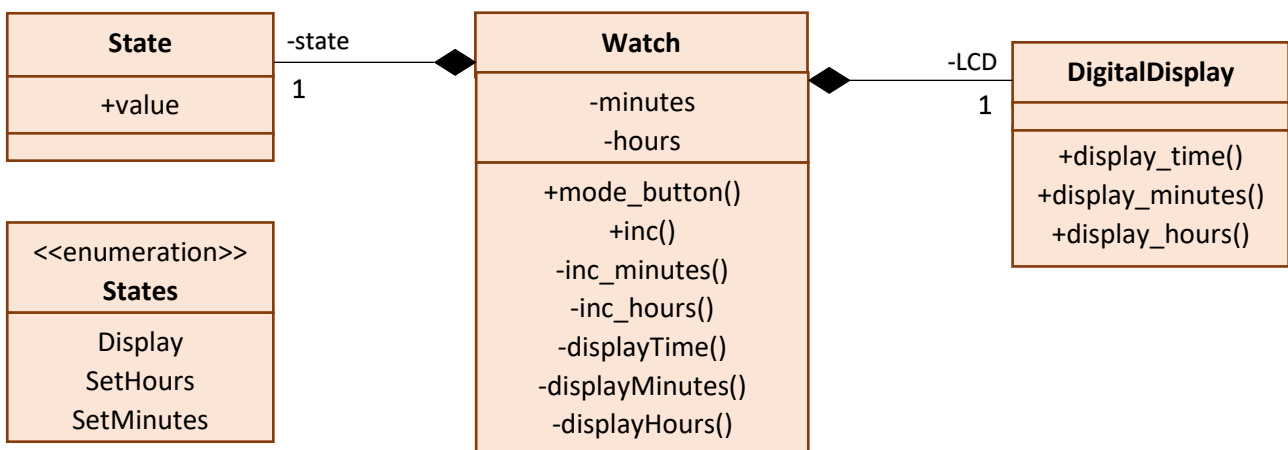 State
+value
-state
1
<<enumeration>>
States
Display
SetHours
SetMinutes
Watch
-minutes
-hours
+mode_button()
+inc()
-inc_minutes()
-inc_hours()
-displayTime()
-displayMinutes()
-displayHours()
-LCD
1
DigitalDisplay
+display_time()
+display_minutes()
+display_hours()